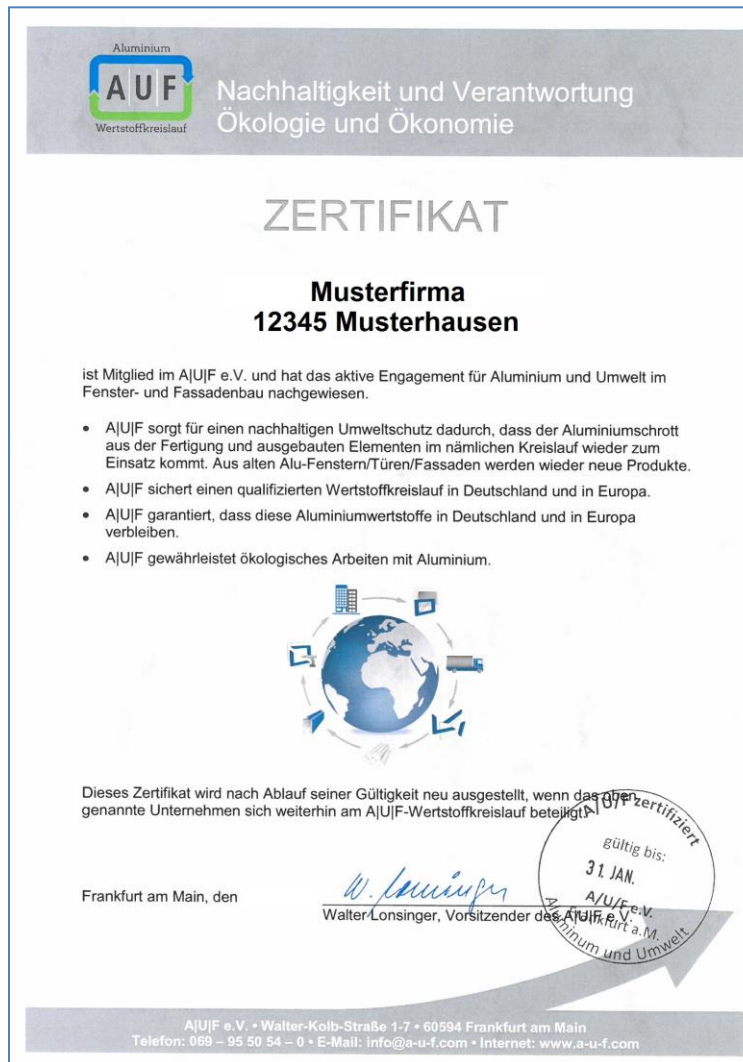 Aluminium
A|U|F
Wertstoffkreislauf
Nachhaltigkeit und Verantwortung
Ökologie und Ökonomie
ZERTIFIKAT
Musterfirma
12345 Musterhausen
ist Mitglied im A|U|F e.V. und hat das aktive Engagement für Aluminium und Umwelt im
Fenster- und Fassadenbau nachgewiesen.
• A|U|F sorgt für einen nachhaltigen Umweltschutz dadurch, dass der Aluminiumschrott
aus der Fertigung und ausgebauten Elementen im nämlichen Kreislauf wieder zum
Einsatz kommt. Aus alten Alu-Fenstern/Türen/Fassaden werden wieder neue Produkte.
• A|U|F sichert einen qualifizierten Wertstoffkreislauf in Deutschland und in Europa.
• A|U|F garantiert, dass diese Aluminiumwertstoffe in Deutschland und in Europa
verbleiben.
• A|U|F gewährleistet ökologisches Arbeiten mit Aluminium.
Dieses Zertifikat wird nach Ablauf seiner Gültigkeit neu ausgestellt, wenn das oben
genannte Unternehmen sich weiterhin am A|U|F-Wertstoffkreislauf beteiligt.
A/U/F zertifiziert
gültig bis:
31. JAN.
A/U/F e.V.
Frankfurt a.M.
Aluminum und Umwelt
W. Lonsinger
Frankfurt am Main, den
Walter Lonsinger, Vorsitzender des A|U|F e.V.
A|U|F e.V. • Walter-Kolb-Straße 1-7 • 60594 Frankfurt am Main
Telefon: 069 – 95 50 54 – 0 • E-Mail: info@a-u-f.com • Internet: www.a-u-f.com